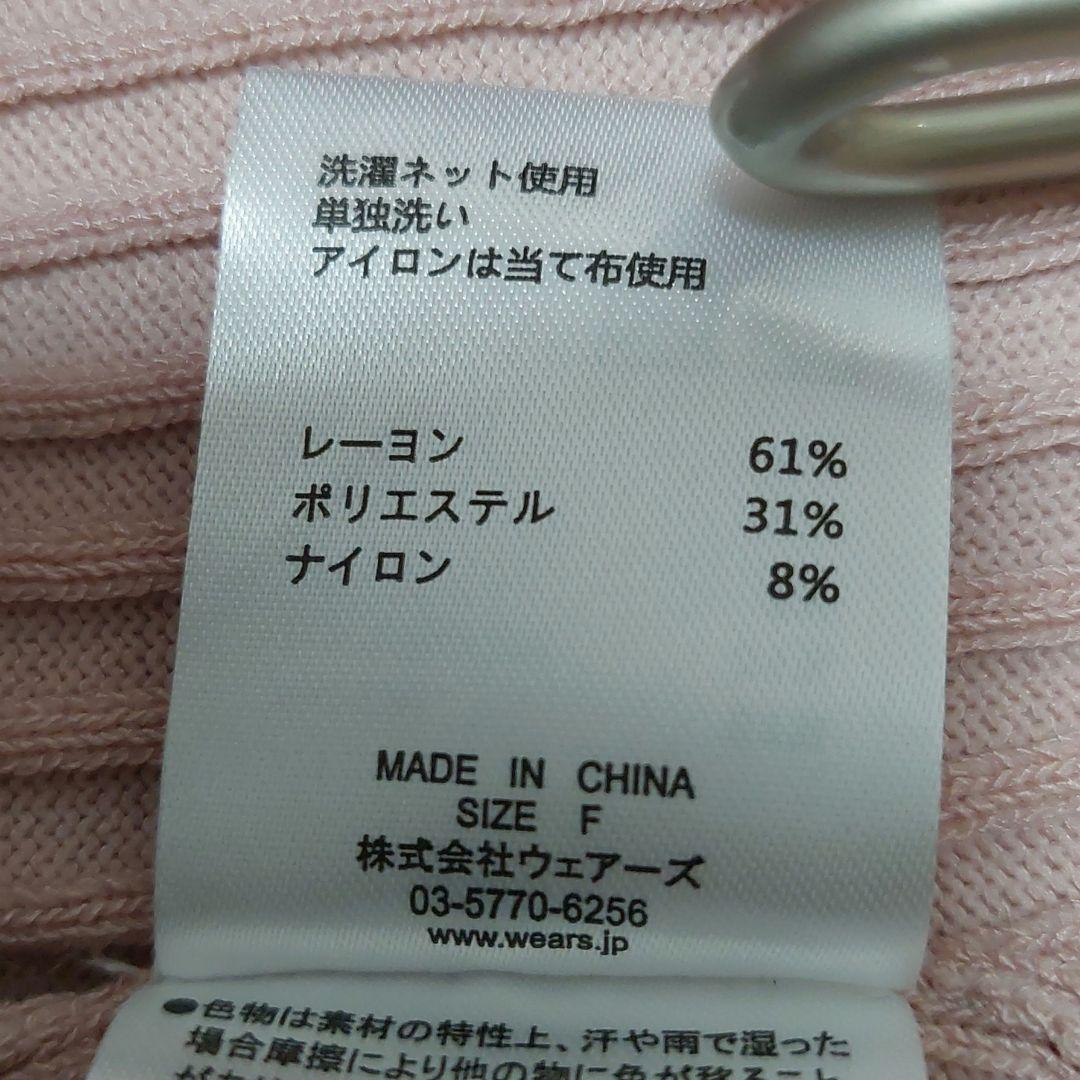 洗濯ネット使用
単独洗い
アイロンは当て布使用
レーヨン 61%
ポリエステル 31%
ナイロン 8%
MADE IN CHINA
SIZE F
株式会社ウェアーズ
03-5770-6256
www.wears.jp
●色物は素材の特性上、汗や雨で湿った
場合摩擦により他の物に色が移ること